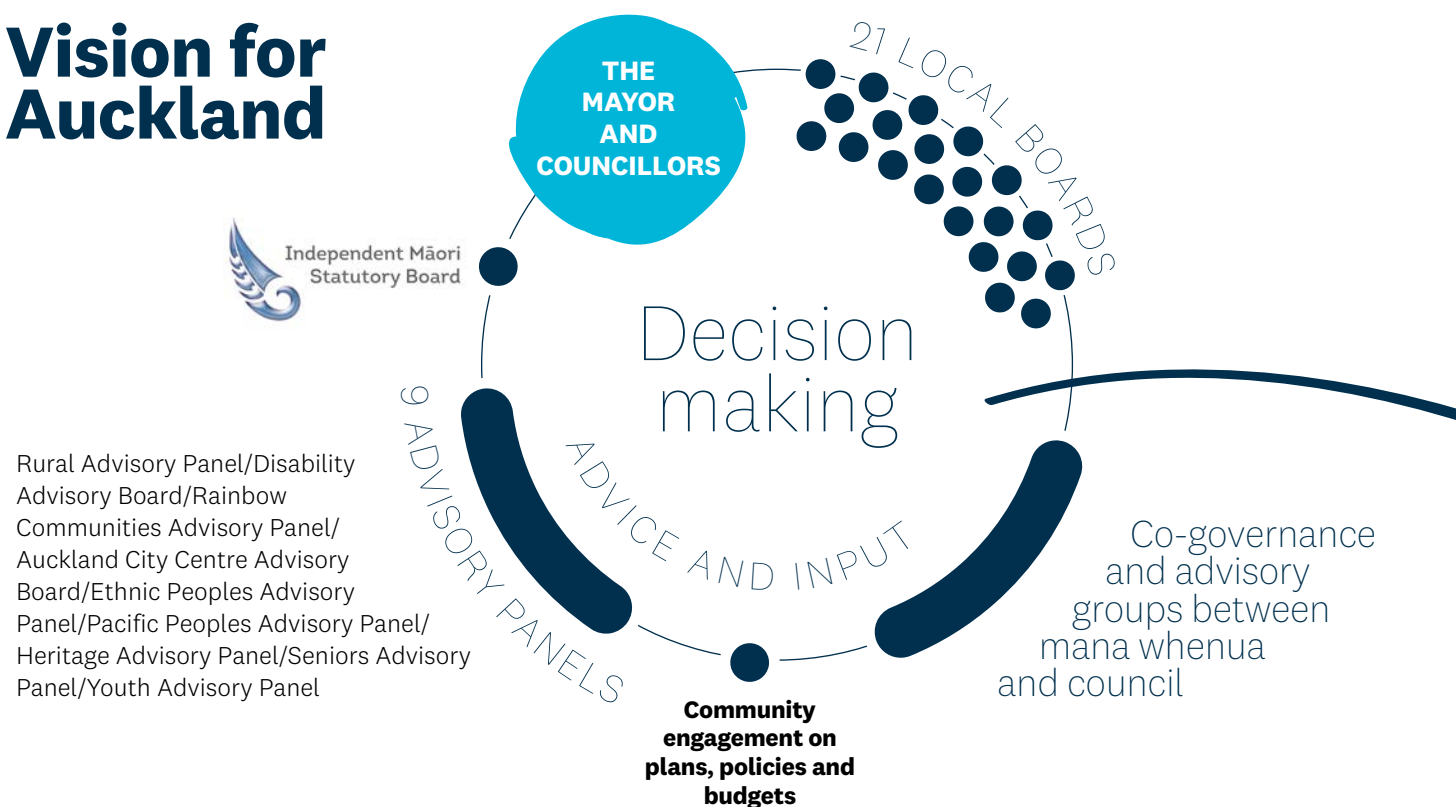 Vision for
Auckland
THE
MAYOR
AND
COUNCILLORS
21 LOCAL BOARDS
Independent Māori
Statutory Board
Decision
making
ADVICE AND INPUT
9 ADVISORY PANELS
Rural Advisory Panel/Disability
Advisory Board/Rainbow
Communities Advisory Panel/
Auckland City Centre Advisory
Board/Ethnic Peoples Advisory
Panel/Pacific Peoples Advisory Panel/
Heritage Advisory Panel/Seniors Advisory
Panel/Youth Advisory Panel
Co-governance
and advisory
groups between
mana whenua
and council
Community
engagement on
plans, policies and
budgets